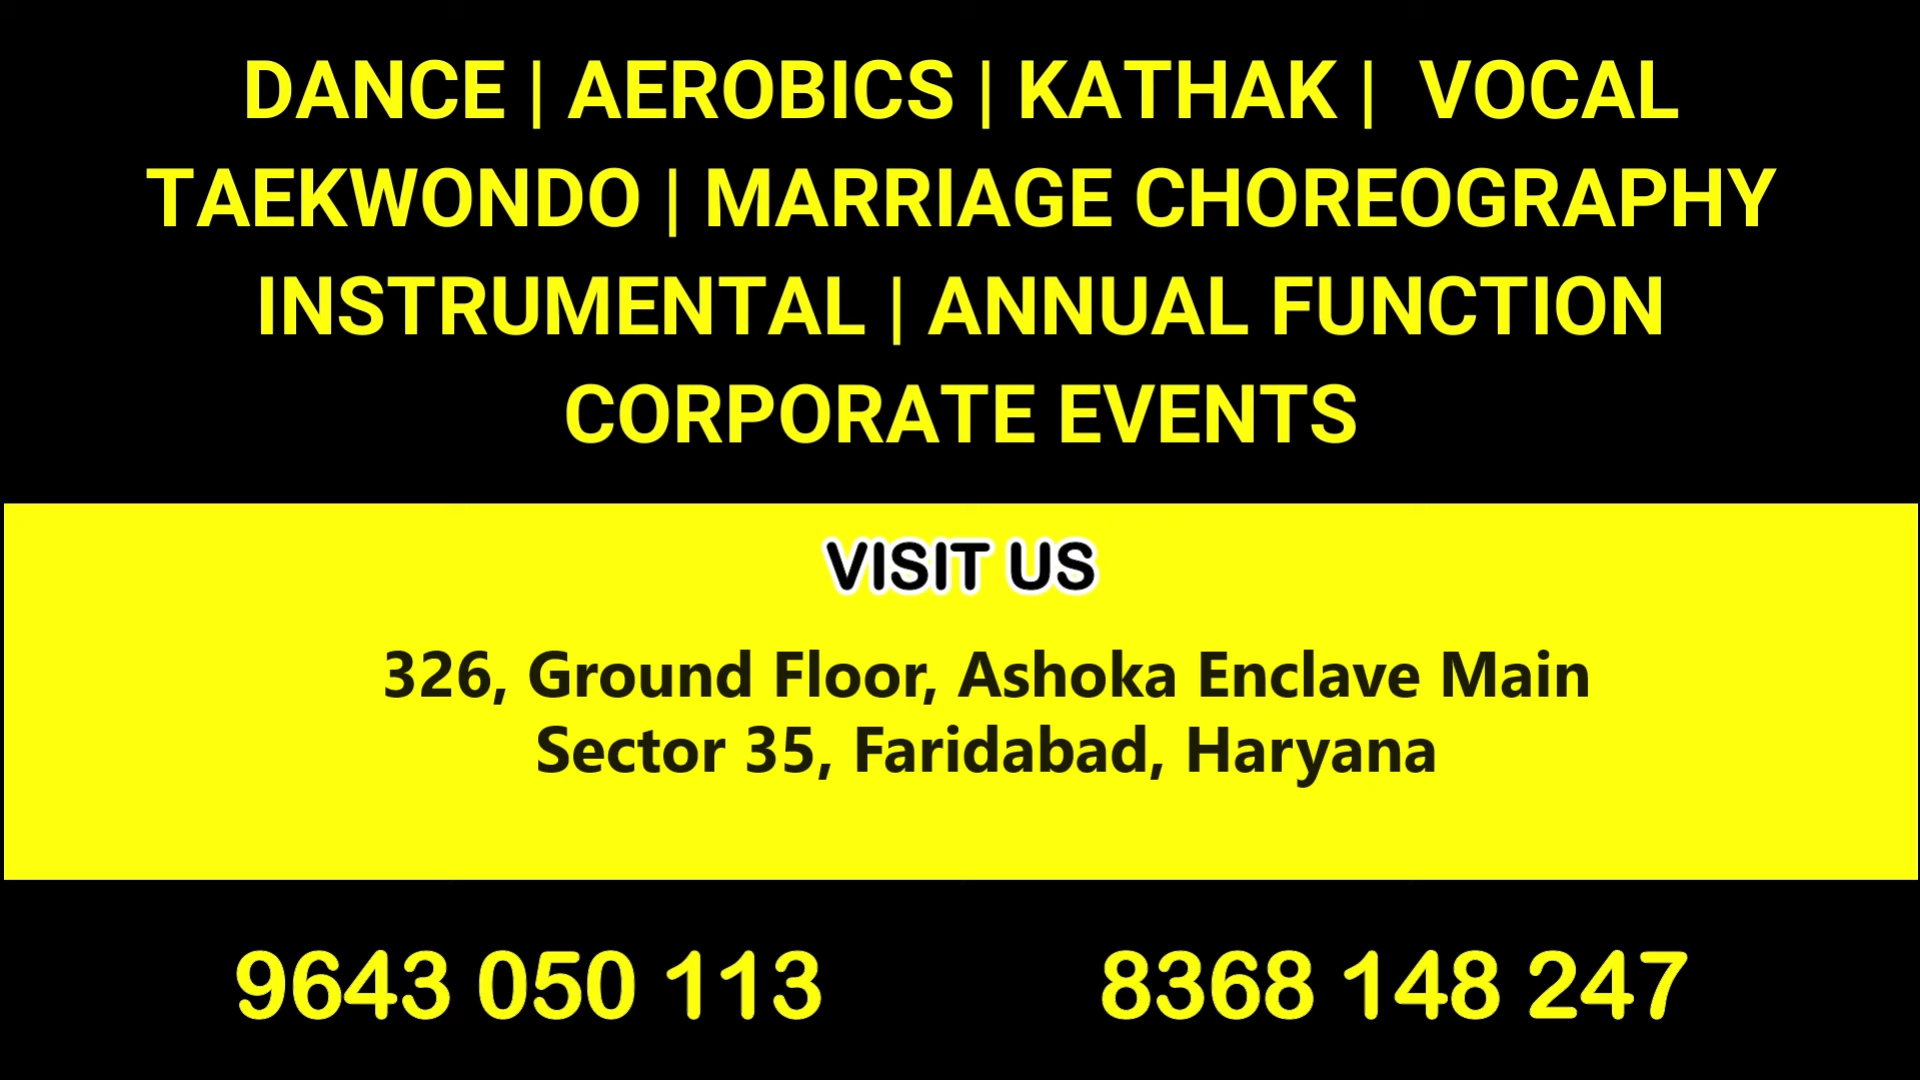 DANCE | AEROBICS | KATHAK | VOCAL
TAEKWONDO | MARRIAGE CHOREOGRAPHY
INSTRUMENTAL | ANNUAL FUNCTION
CORPORATE EVENTS
VISIT US
326, Ground Floor, Ashoka Enclave Main
Sector 35, Faridabad, Haryana
9643 050 113 8368 148 247